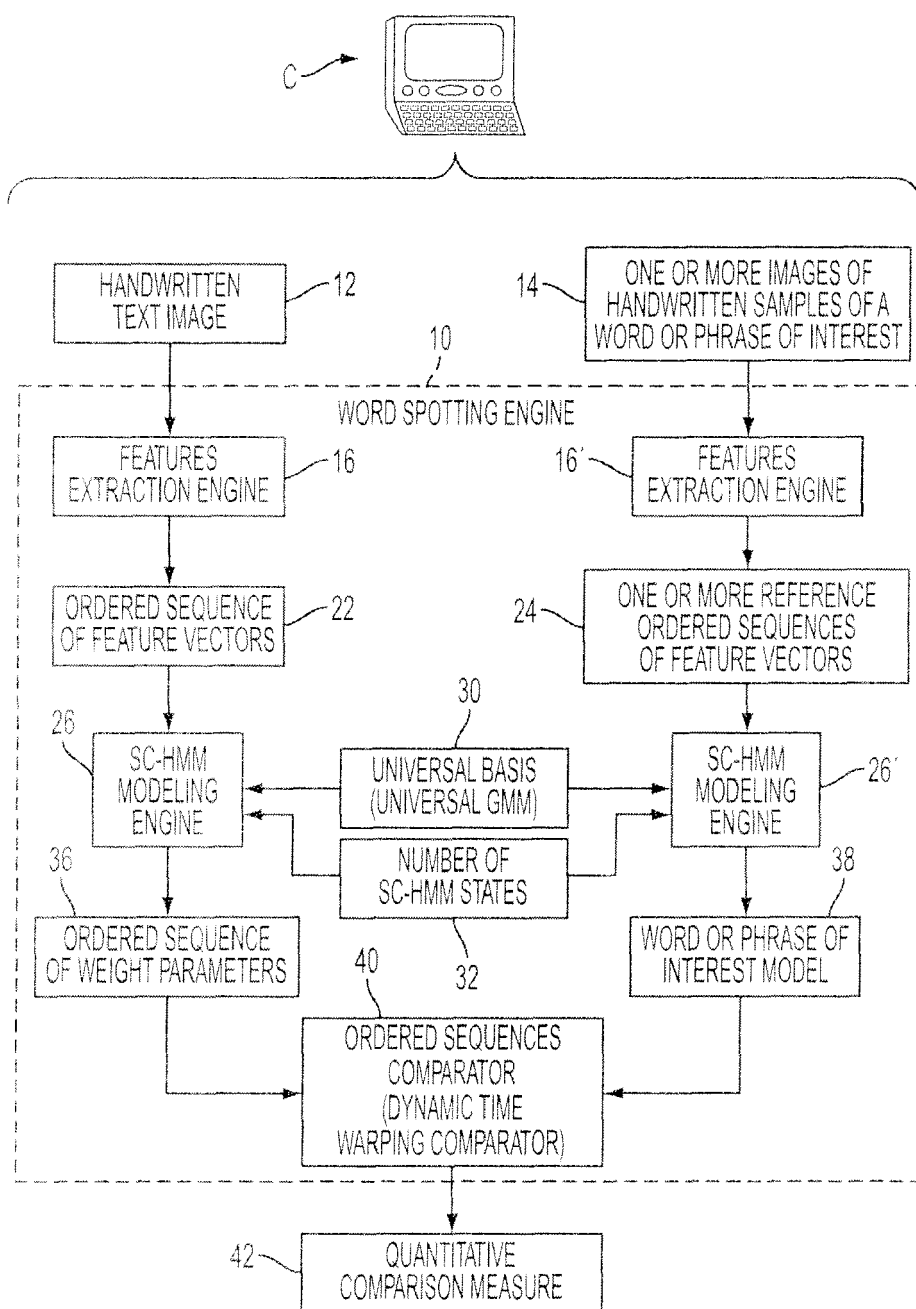 C
HANDWRITTEN
TEXT IMAGE
12
14
ONE OR MORE IMAGES OF
HANDWRITTEN SAMPLES OF A
WORD OR PHRASE OF INTEREST
10
WORD SPOTTING ENGINE
FEATURES
EXTRACTION ENGINE
16
16´
FEATURES
EXTRACTION ENGINE
ORDERED SEQUENCE
OF FEATURE VECTORS
22
24
ONE OR MORE REFERENCE
ORDERED SEQUENCES
OF FEATURE VECTORS
26
SC-HMM
MODELING
ENGINE
30
UNIVERSAL BASIS
(UNIVERSAL GMM)
SC-HMM
MODELING
ENGINE
26´
NUMBER OF
SC-HMM STATES
32
36
ORDERED SEQUENCE
OF WEIGHT PARAMETERS
38
WORD OR PHRASE OF
INTEREST MODEL
40
ORDERED SEQUENCES
COMPARATOR
(DYNAMIC TIME
WARPING COMPARATOR)
42
QUANTITATIVE
COMPARISON MEASURE